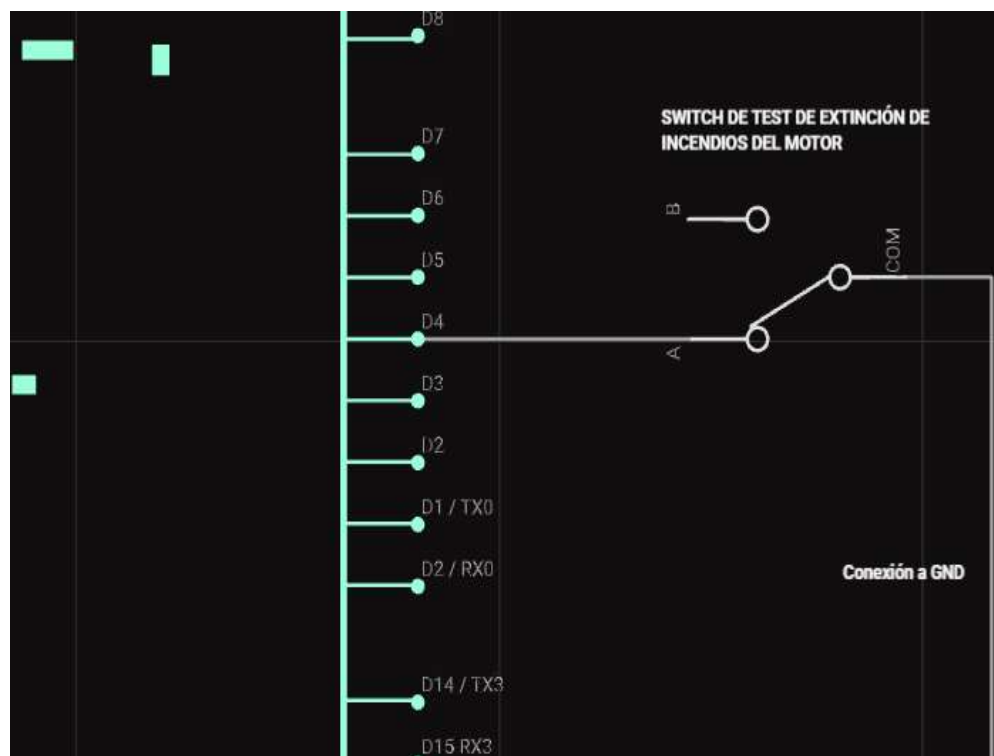 D8
SWITCH DE TEST DE EXTINCIÓN DE
INCENDIOS DEL MOTOR
D7
D6
B
D5
COM
D4
A
D3
D2
D1 / TX0
D2 / RX0
Conexión a GND
D14 / TX3
D15 RX3